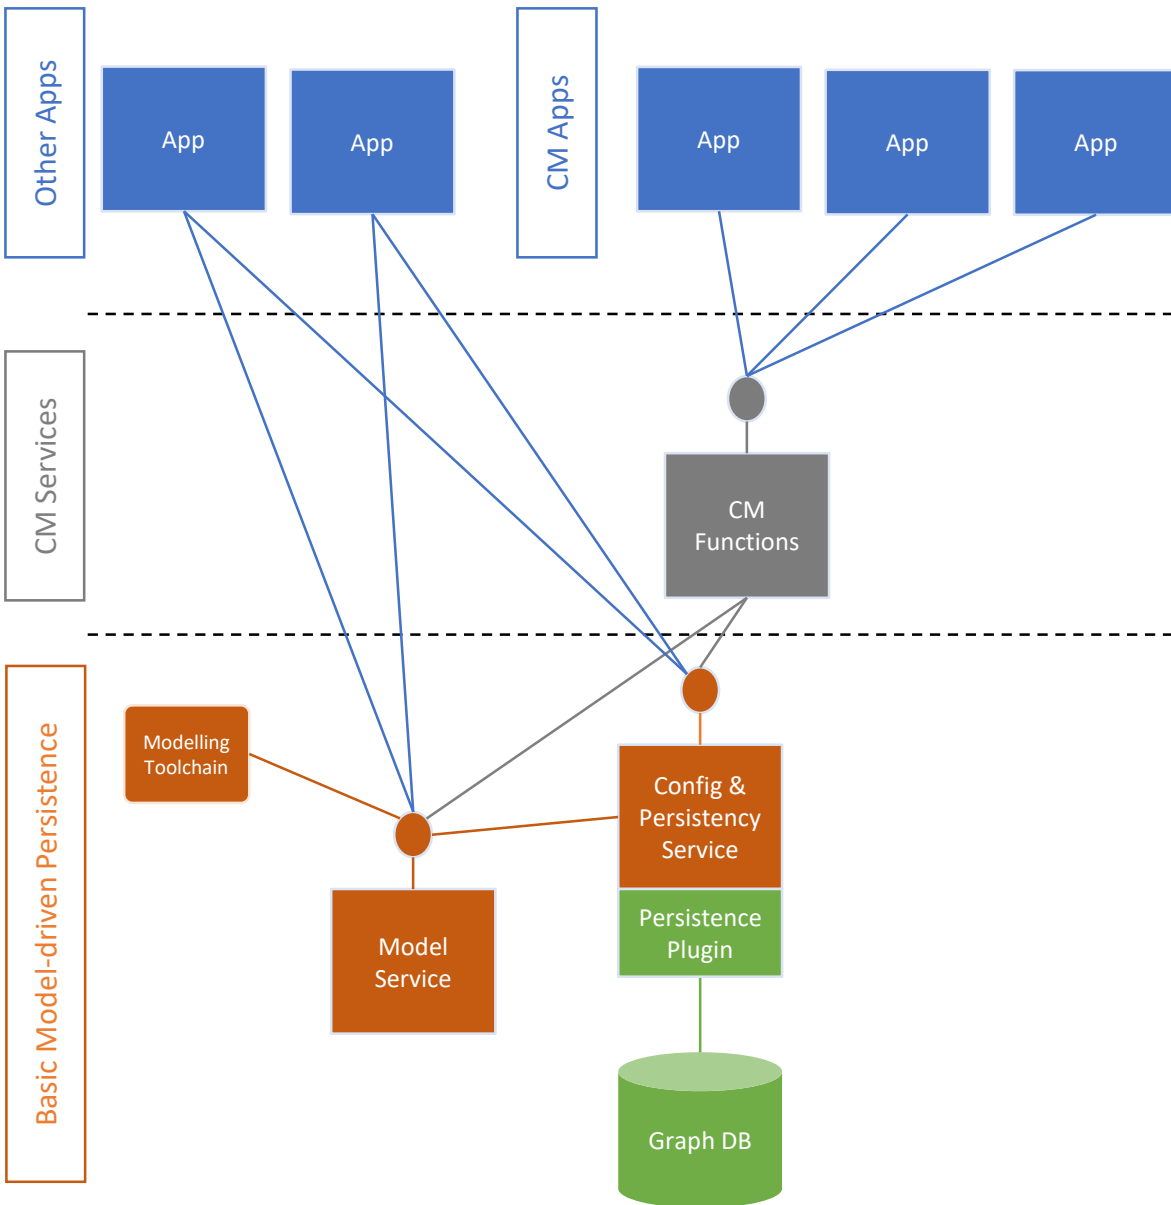 Other Apps
App
App
CM Apps
App
App
App
CM Services
CM
Functions
Basic Model-driven Persistence
Modelling
Toolchain
Config &
Persistency
Service
Persistence
Plugin
Model
Service
Graph DB